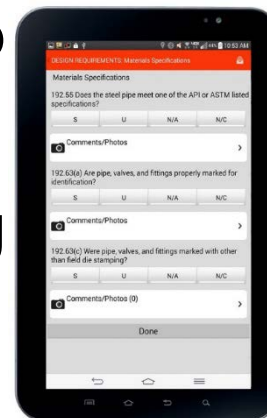 10:53 AM
DESIGN REQUIREMENTS: Materials Specifications
Materials Specifications
192.55 Does the steel pipe meet one of the API or ASTM listed
specifications?
S U N/A N/C
Comments/Photos
192.63(a) Are pipe, valves, and fittings properly marked for
identification?
S U N/A N/C
Comments/Photos
192.63(c) Were pipe, valves, and fittings marked with other
than field die stamping?
S U N/A N/C
Comments/Photos (0)
Done